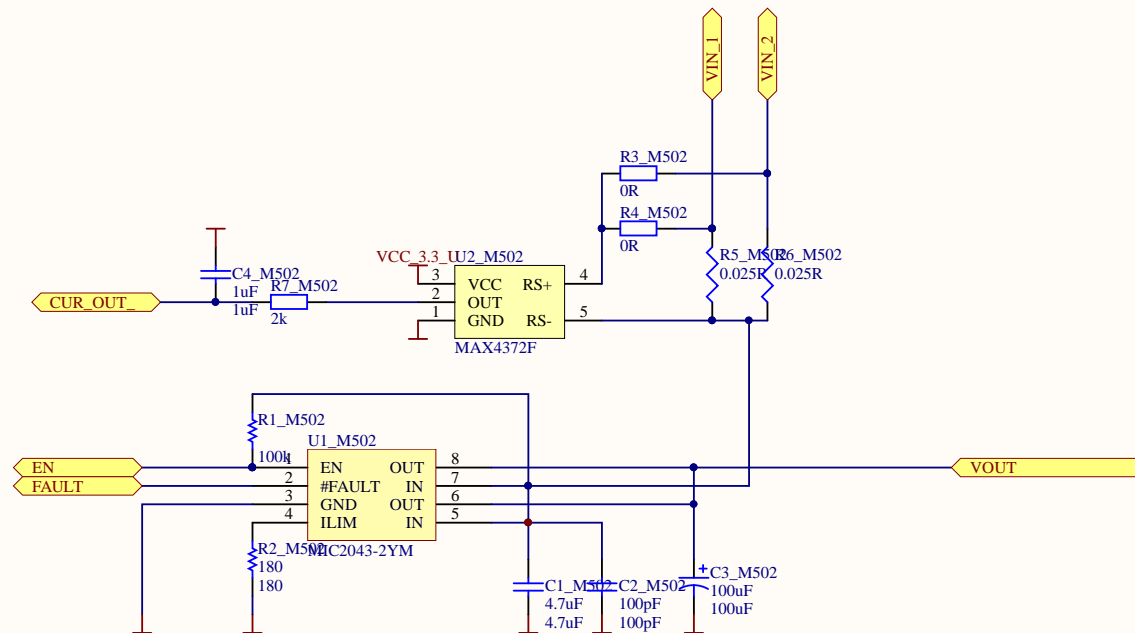 VIN_1
VIN_2
R3_M502
0R
R4_M502
0R
VCC_3.3_U
U2_M502
R5_M502
0.025R
R6_M502
0.025R
3 VCC RS+ 4
2 OUT
1 GND RS- 5
MAX4372F
C4_M502
1uF
1uF
R7_M502
2k
CUR_OUT_
R1_M502
100k
U1_M502
EN
FAULT
1 EN OUT 8
2 #FAULT IN 7
3 GND OUT 6
4 ILIM IN 5
MIC2043-2YM
VOUT
R2_M502
180
180
C1_M502
4.7uF
4.7uF
C2_M502
100pF
100pF
+
C3_M502
100uF
100uF